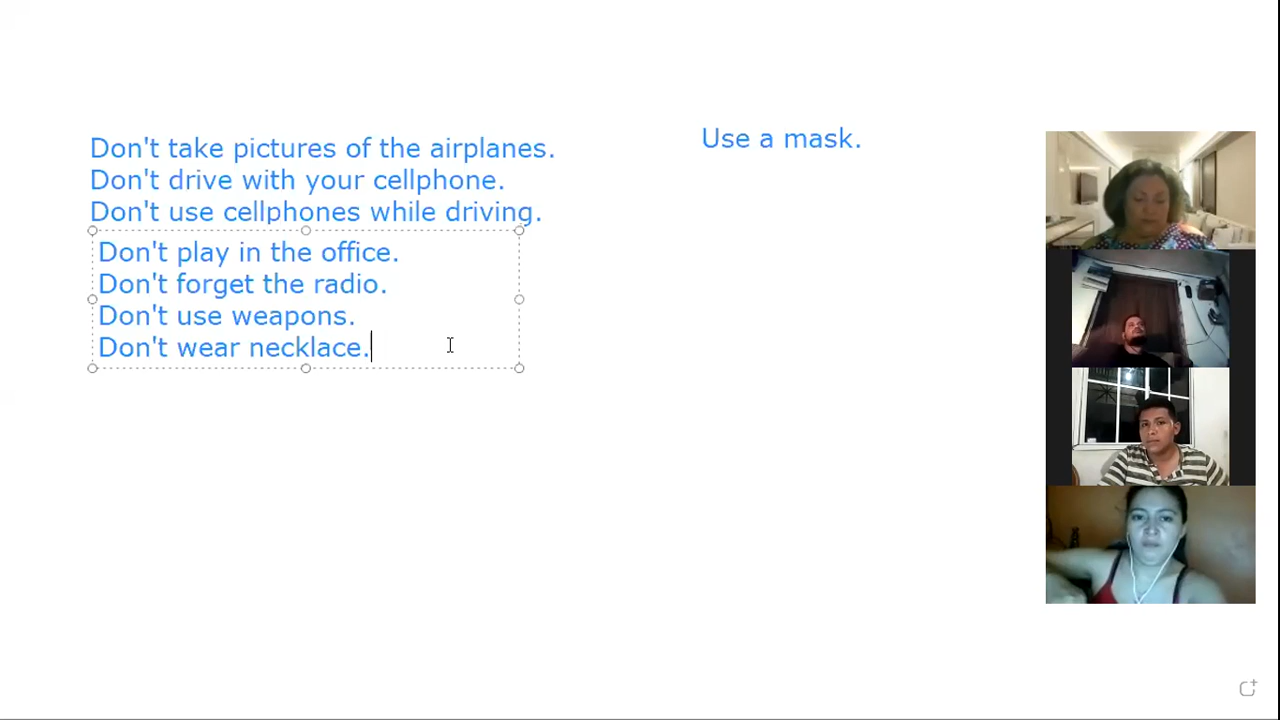 Don't take pictures of the airplanes.
Don't drive with your cellphone.
Don't use cellphones while driving.
Don't play in the office.
Don't forget the radio.
Don't use weapons.
Don't wear necklace.
Use a mask.